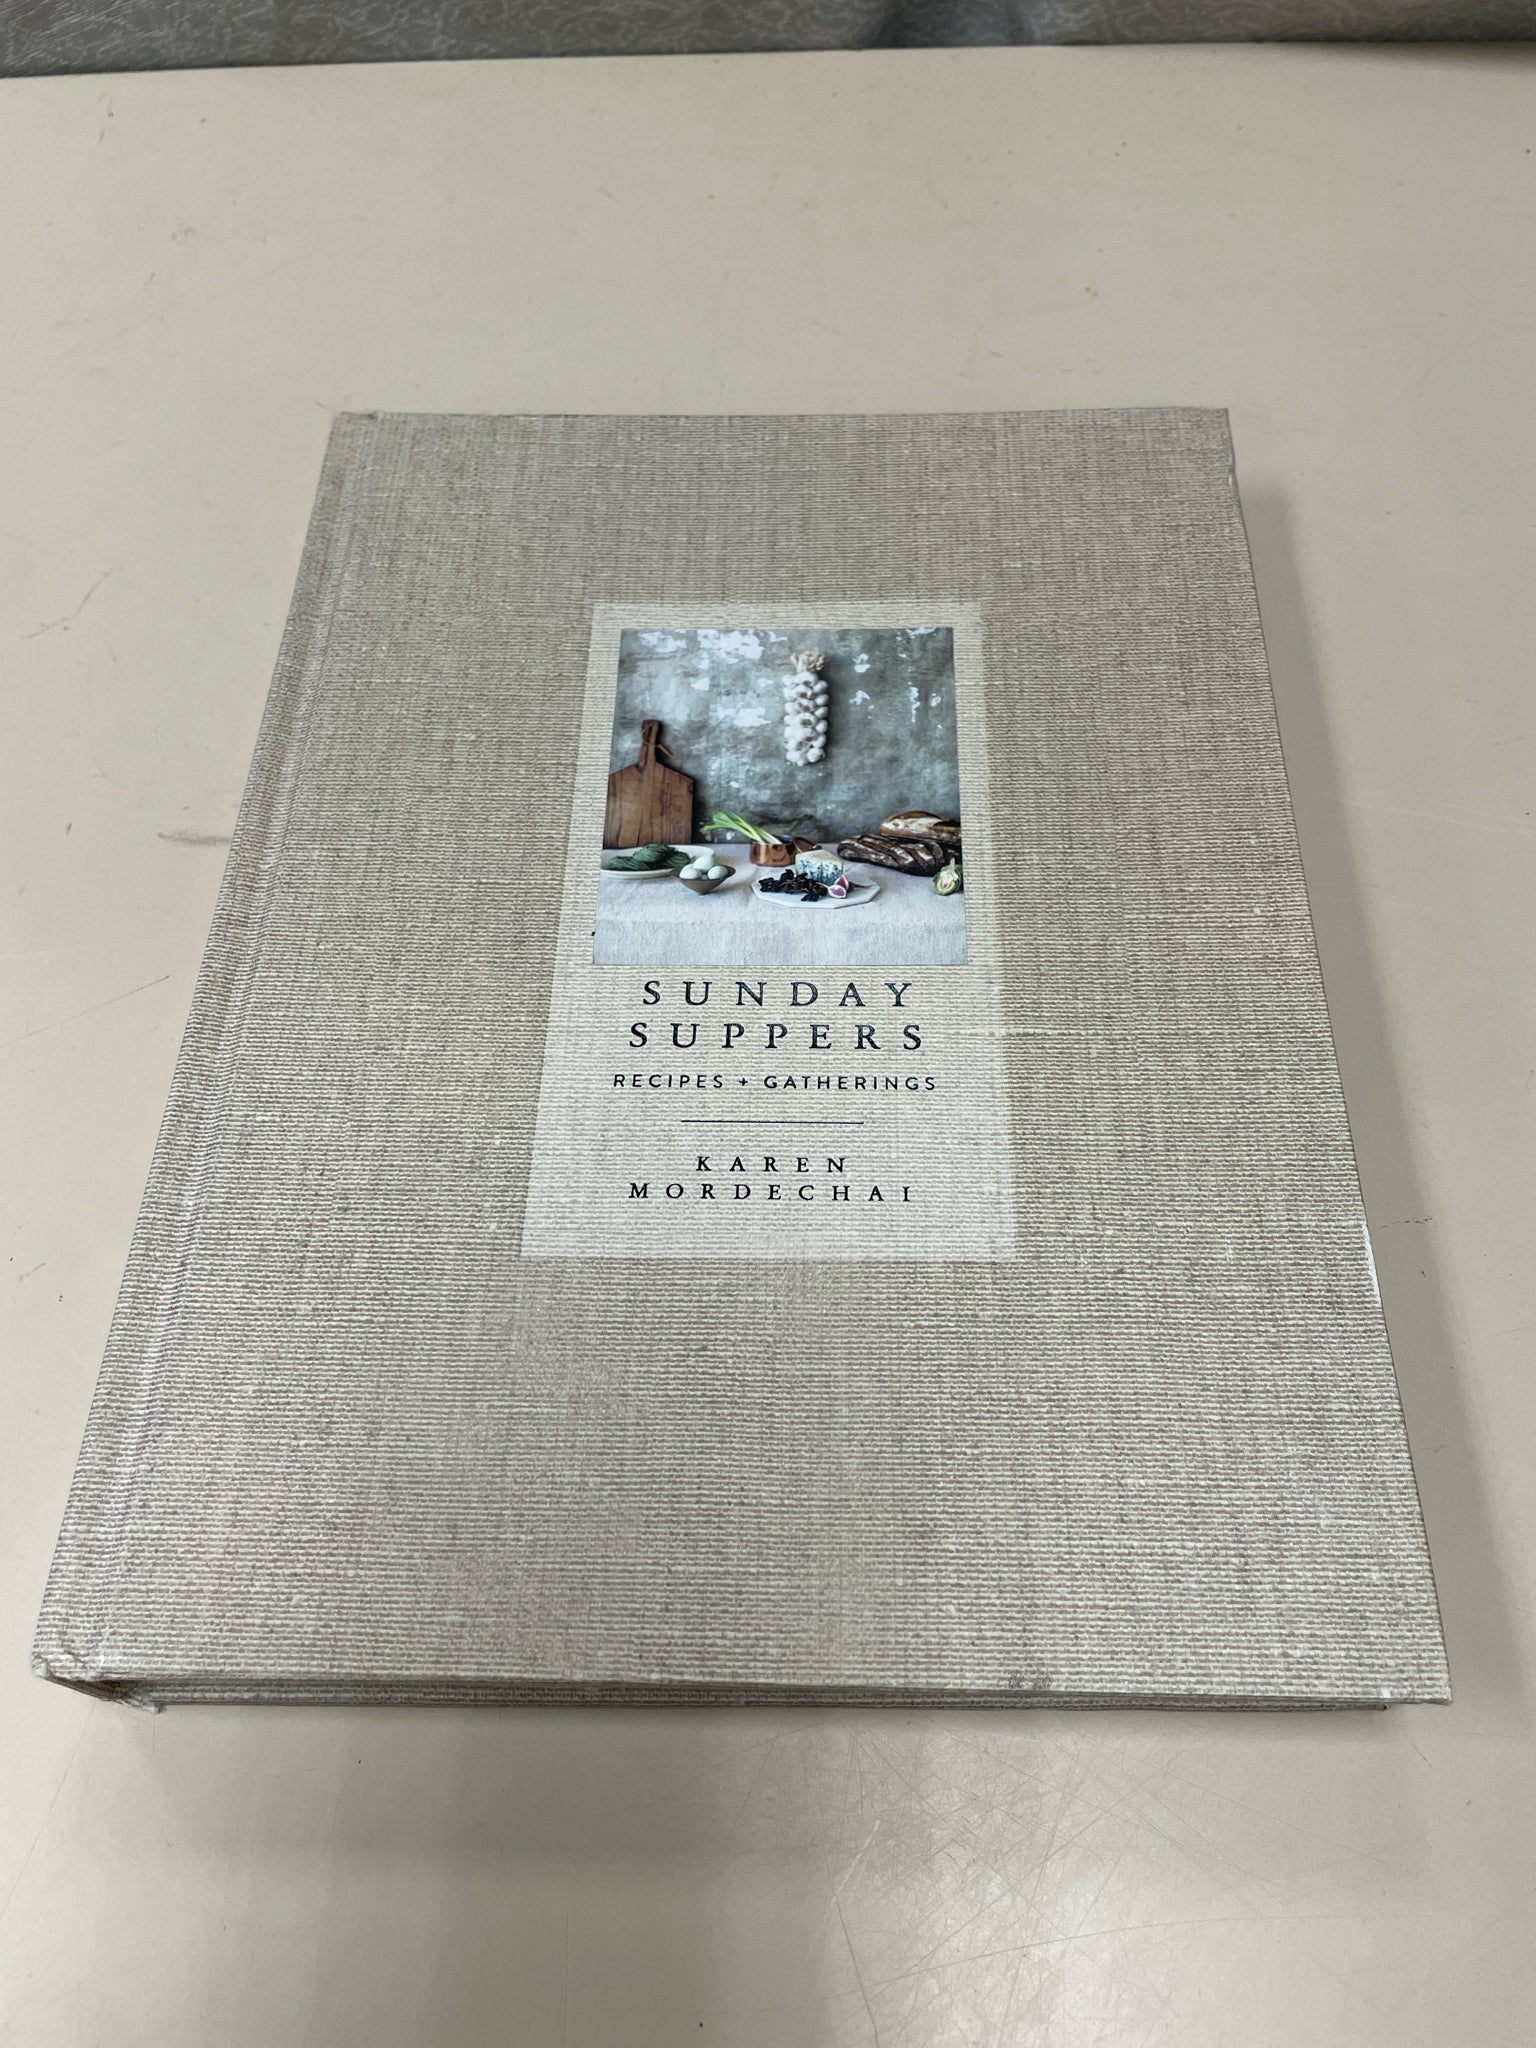 SUNDAY
SUPPERS
RECIPES + GATHERINGS
KAREN
MORDECHAI